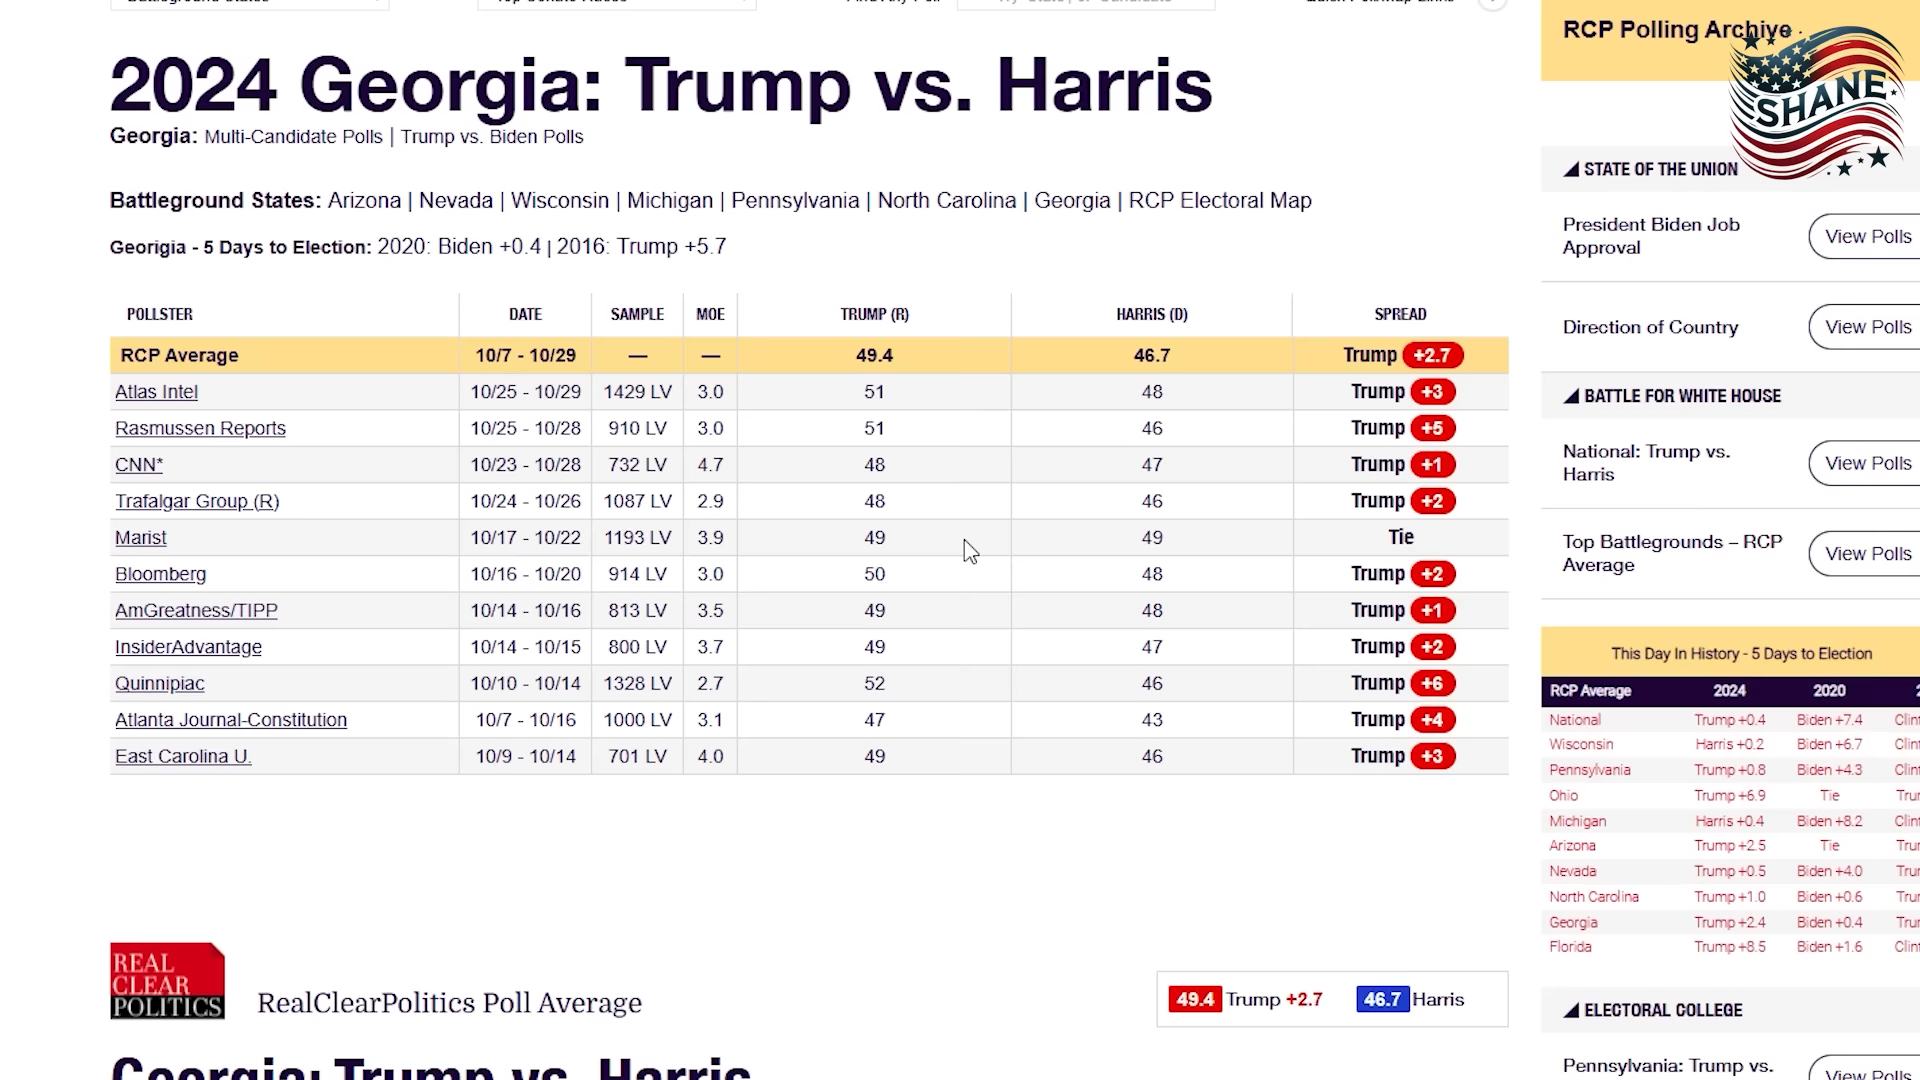 2024 Georgia: Trump vs. Harris
Georgia: Multi-Candidate Polls | Trump vs. Biden Polls
Battleground States: Arizona | Nevada | Wisconsin | Michigan | Pennsylvania | North Carolina | Georgia | RCP Electoral Map
Georigia - 5 Days to Election: 2020: Biden +0.4 | 2016: Trump +5.7
POLLSTER DATE SAMPLE MOE TRUMP (R) HARRIS (D) SPREAD
RCP Average 10/7 - 10/29 — — 49.4 46.7 Trump +2.7
Atlas Intel 10/25 - 10/29 1429 LV 3.0 51 48 Trump +3
Rasmussen Reports 10/25 - 10/28 910 LV 3.0 51 46 Trump +5
CNN* 10/23 - 10/28 732 LV 4.7 48 47 Trump +1
Trafalgar Group (R) 10/24 - 10/26 1087 LV 2.9 48 46 Trump +2
Marist 10/17 - 10/22 1193 LV 3.9 49 49 Tie
Bloomberg 10/16 - 10/20 914 LV 3.0 50 48 Trump +2
AmGreatness/TIPP 10/14 - 10/16 813 LV 3.5 49 48 Trump +1
InsiderAdvantage 10/14 - 10/15 800 LV 3.7 49 47 Trump +2
Quinnipiac 10/10 - 10/14 1328 LV 2.7 52 46 Trump +6
Atlanta Journal-Constitution 10/7 - 10/16 1000 LV 3.1 47 43 Trump +4
East Carolina U. 10/9 - 10/14 701 LV 4.0 49 46 Trump +3
REAL
CLEAR
POLITICS
RealClearPolitics Poll Average
49.4 Trump +2.7 46.7 Harris
Georgia: Trump vs. Harris
RCP Polling Archive
SHANE
STATE OF THE UNION
President Biden Job
Approval
View Polls
Direction of Country
View Polls
BATTLE FOR WHITE HOUSE
National: Trump vs.
Harris
View Polls
Top Battlegrounds – RCP
Average
View Polls
This Day In History - 5 Days to Election
RCP Average 2024 2020
National Trump +0.4 Biden +7.4
Wisconsin Harris +0.2 Biden +6.7
Pennsylvania Trump +0.8 Biden +4.3
Ohio Trump +6.9 Tie
Michigan Harris +0.4 Biden +8.2
Arizona Trump +2.5 Tie
Nevada Trump +0.5 Biden +4.0
North Carolina Trump +1.0 Biden +0.6
Georgia Trump +2.4 Biden +0.4
Florida Trump +8.5 Biden +1.6
ELECTORAL COLLEGE
Pennsylvania: Trump vs.
View Polls